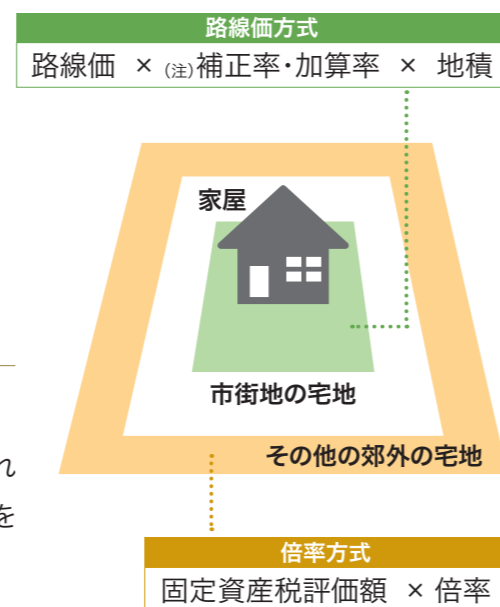 路線価方式
路線価 × (注)補正率・加算率 × 地積
家屋
市街地の宅地
その他の郊外の宅地
れ
を
倍率方式
固定資産税評価額 × 倍率